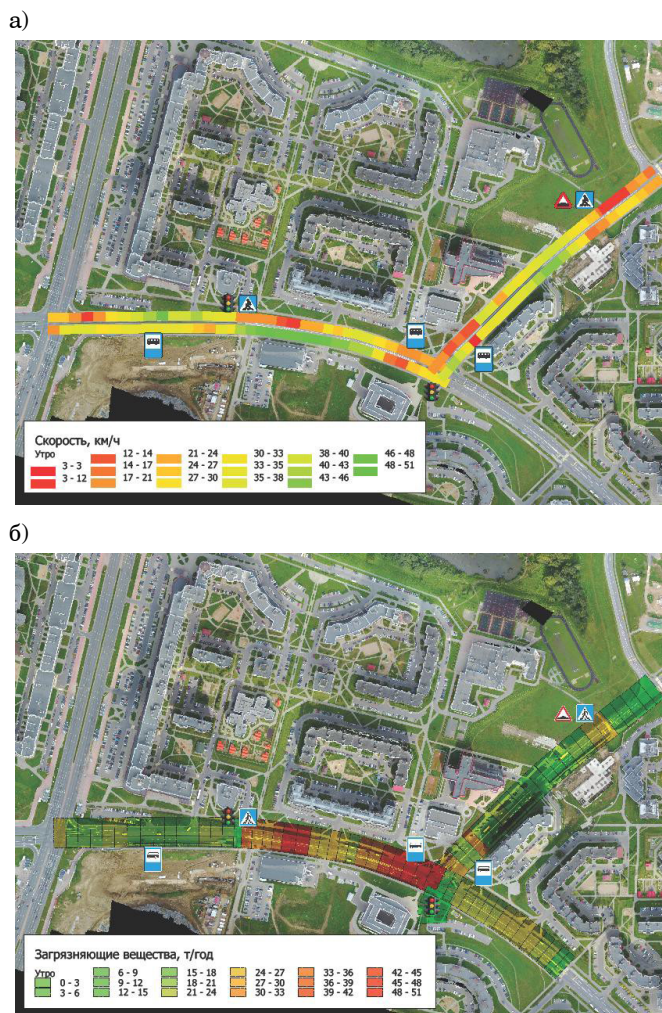 а)
Скорость, км/ч
Утро
3 - 3
3 - 12
12 - 14
14 - 17
17 - 21
21 - 24
24 - 27
27 - 30
30 - 33
33 - 35
35 - 38
38 - 40
40 - 43
43 - 46
46 - 48
48 - 51
б)
Загрязняющие вещества, т/год
Утро
0 - 3
3 - 6
6 - 9
9 - 12
12 - 15
15 - 18
18 - 21
21 - 24
24 - 27
27 - 30
30 - 33
33 - 36
36 - 39
39 - 42
42 - 45
45 - 48
48 - 51